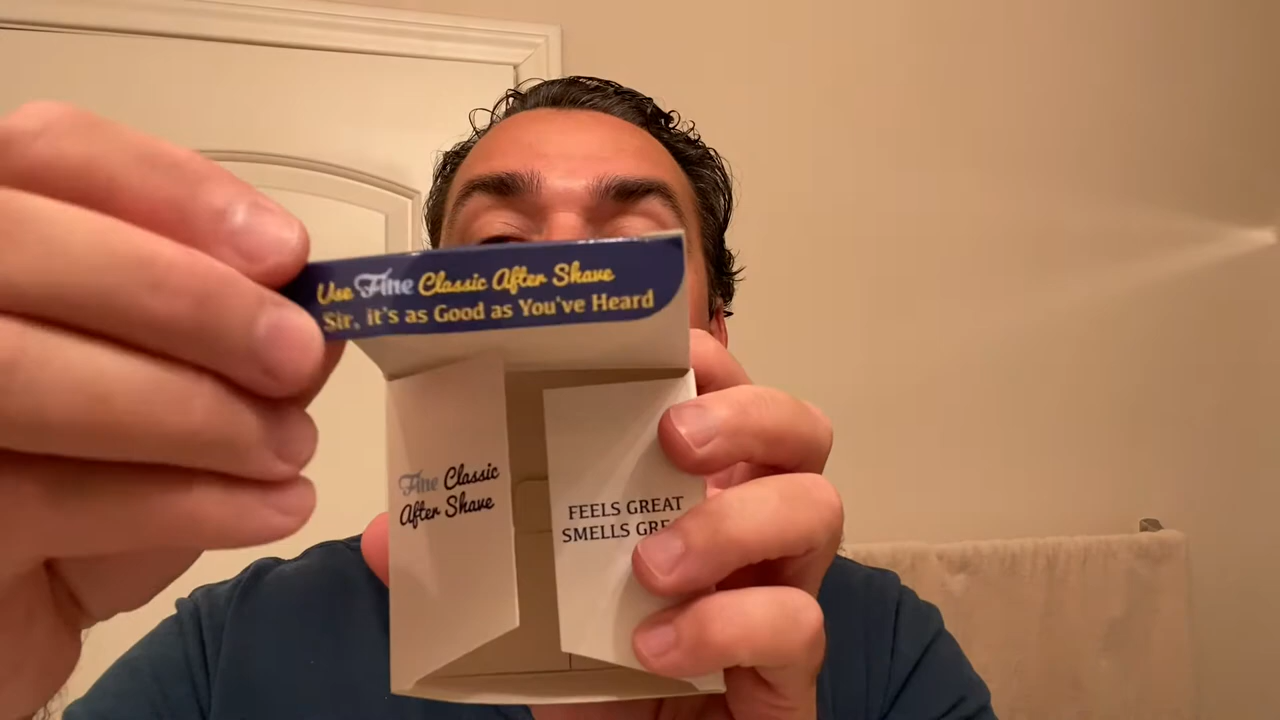 Use Fine Classic After Shave
Sir, it's as Good as You've Heard
Fine Classic
After Shave
FEELS GREAT
SMELLS